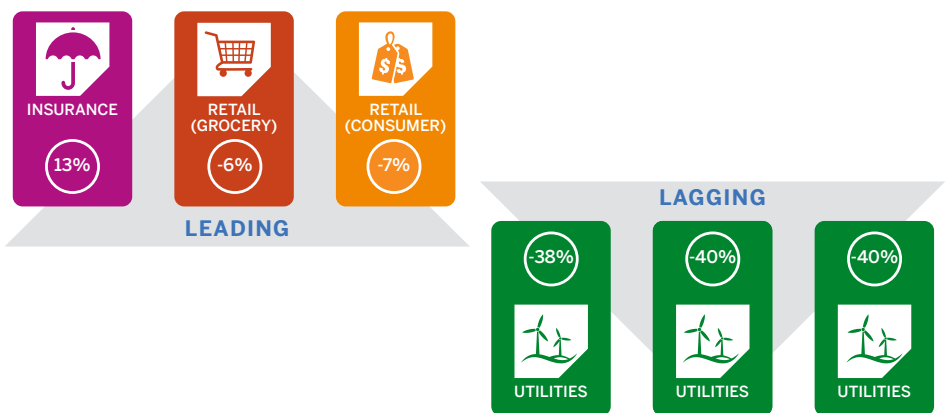 INSURANCE
13%
RETAIL
(GROCERY)
-6%
RETAIL
(CONSUMER)
-7%
LEADING
LAGGING
-38%
UTILITIES
-40%
UTILITIES
-40%
UTILITIES